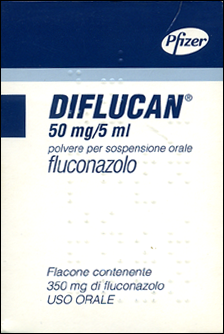 Pfizer
DIFLUCAN®
50 mg/5 ml
polvere per sospensione orale
fluconazolo
Flacone contenente
350 mg di fluconazolo
USO ORALE